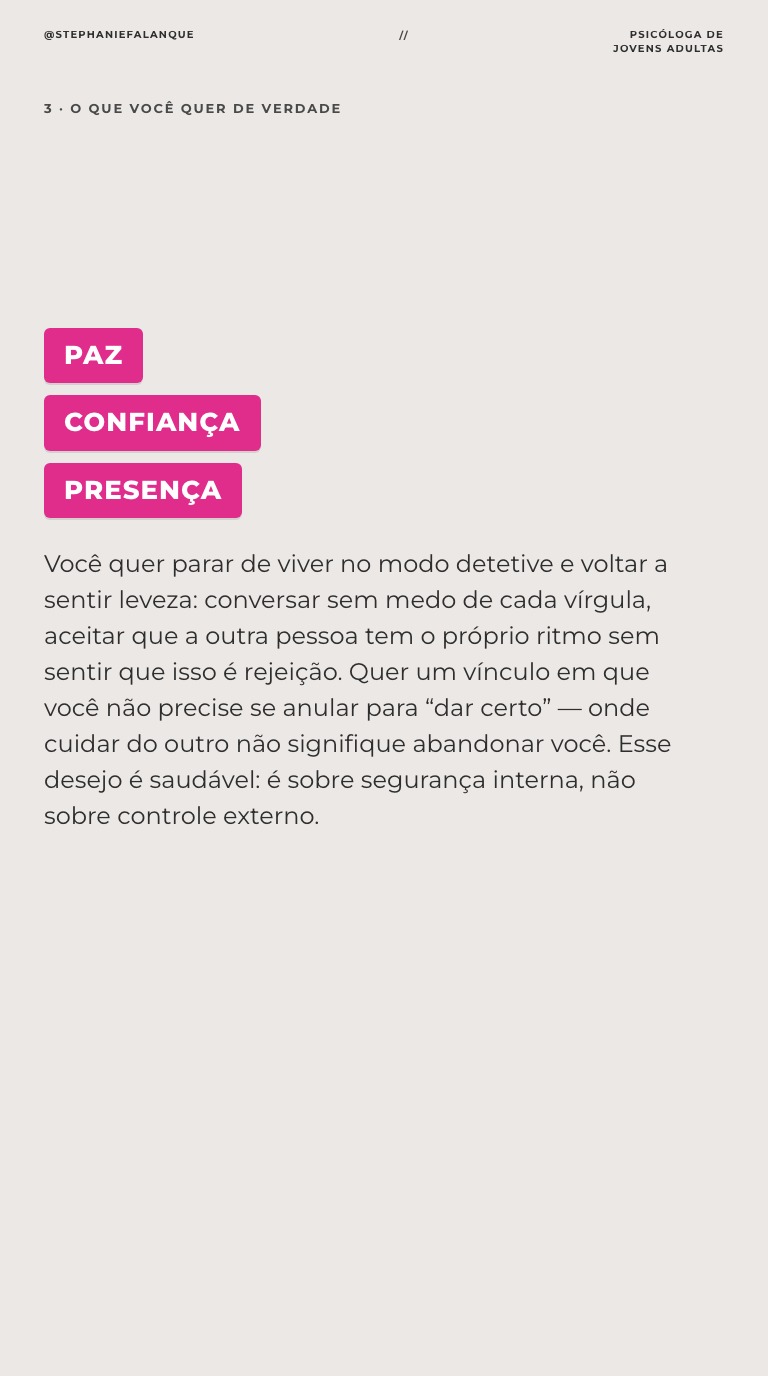 @STEPHANIEFALANQUE
//
PSICÓLOGA DE
JOVENS ADULTAS
3 · O QUE VOCÊ QUER DE VERDADE
PAZ
CONFIANÇA
PRESENÇA
Você quer parar de viver no modo detetive e voltar a
sentir leveza: conversar sem medo de cada vírgula,
aceitar que a outra pessoa tem o próprio ritmo sem
sentir que isso é rejeição. Quer um vínculo em que
você não precise se anular para “dar certo” — onde
cuidar do outro não signifique abandonar você. Esse
desejo é saudável: é sobre segurança interna, não
sobre controle externo.